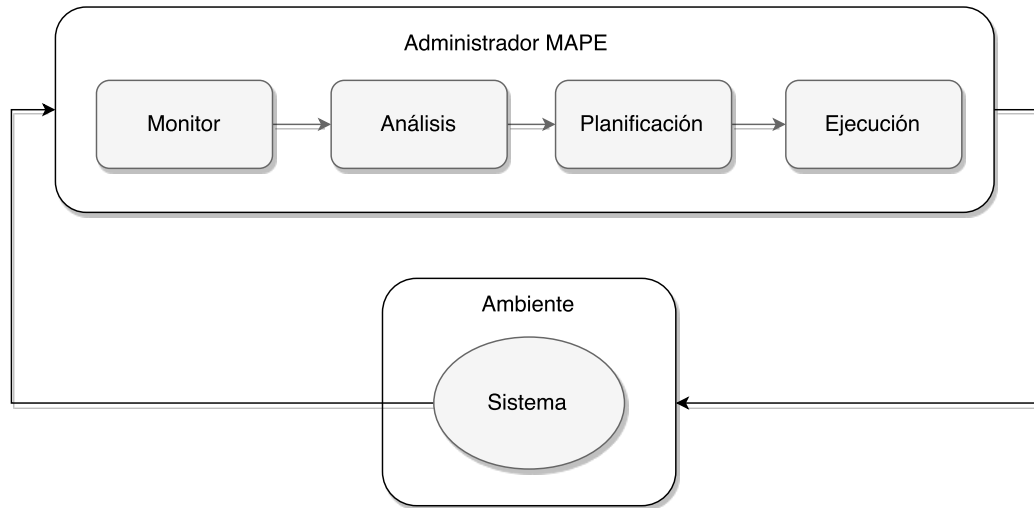 Administrador MAPE
Monitor
Análisis
Planificación
Ejecución
Ambiente
Sistema